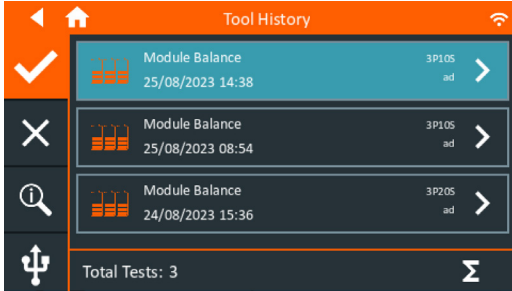 Tool History
Module Balance
3P10S
25/08/2023 14:38
ad
Module Balance
3P10S
25/08/2023 08:54
ad
Module Balance
3P20S
24/08/2023 15:36
ad
Total Tests: 3
Σ